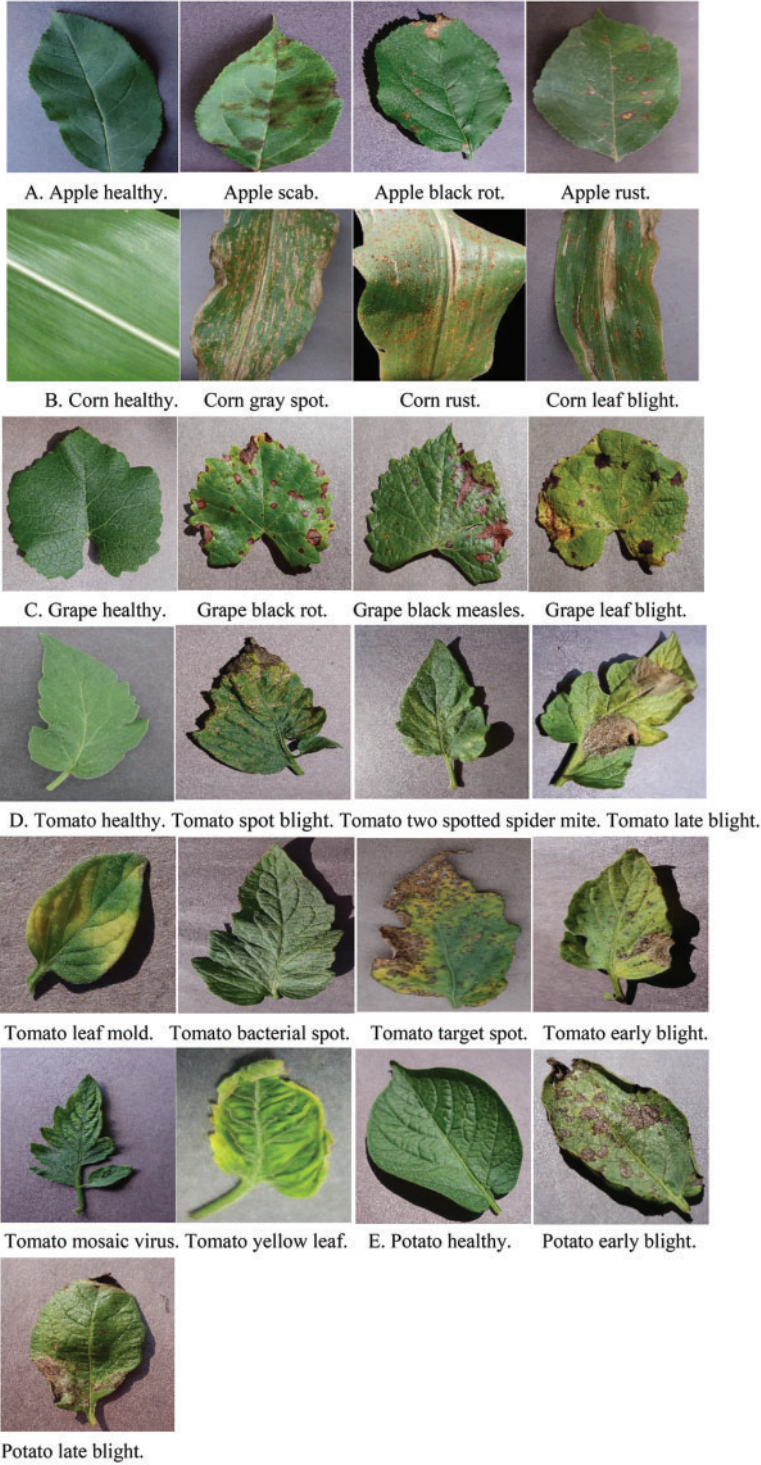 A. Apple healthy. Apple scab. Apple black rot. Apple rust.
B. Corn healthy. Corn gray spot. Corn rust. Corn leaf blight.
C. Grape healthy. Grape black rot. Grape black measles. Grape leaf blight.
D. Tomato healthy. Tomato spot blight. Tomato two spotted spider mite. Tomato late blight.
Tomato leaf mold. Tomato bacterial spot. Tomato target spot. Tomato early blight.
Tomato mosaic virus. Tomato yellow leaf. E. Potato healthy. Potato early blight.
Potato late blight.